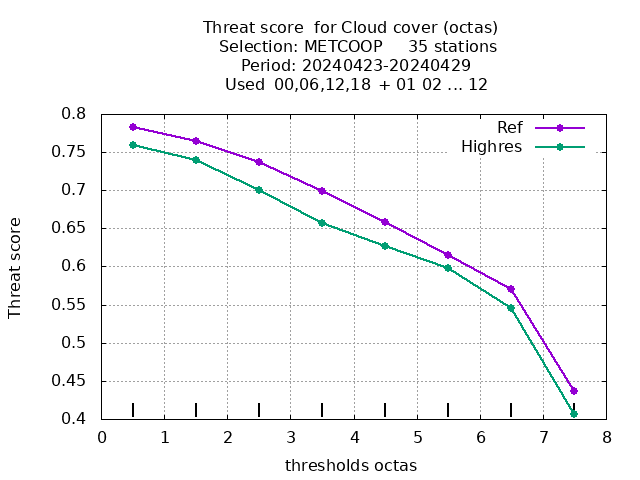 Threat score  for Cloud cover (octas)
Selection: METCOOP     35 stations
Period: 20240423-20240429
Used  00,06,12,18  + 01 02 ... 12
Ref
Highres
0.8
0.75
0.7
0.65
0.6
0.55
0.5
0.45
0.4
Threat score
0 1 2 3 4 5 6 7 8
thresholds octas